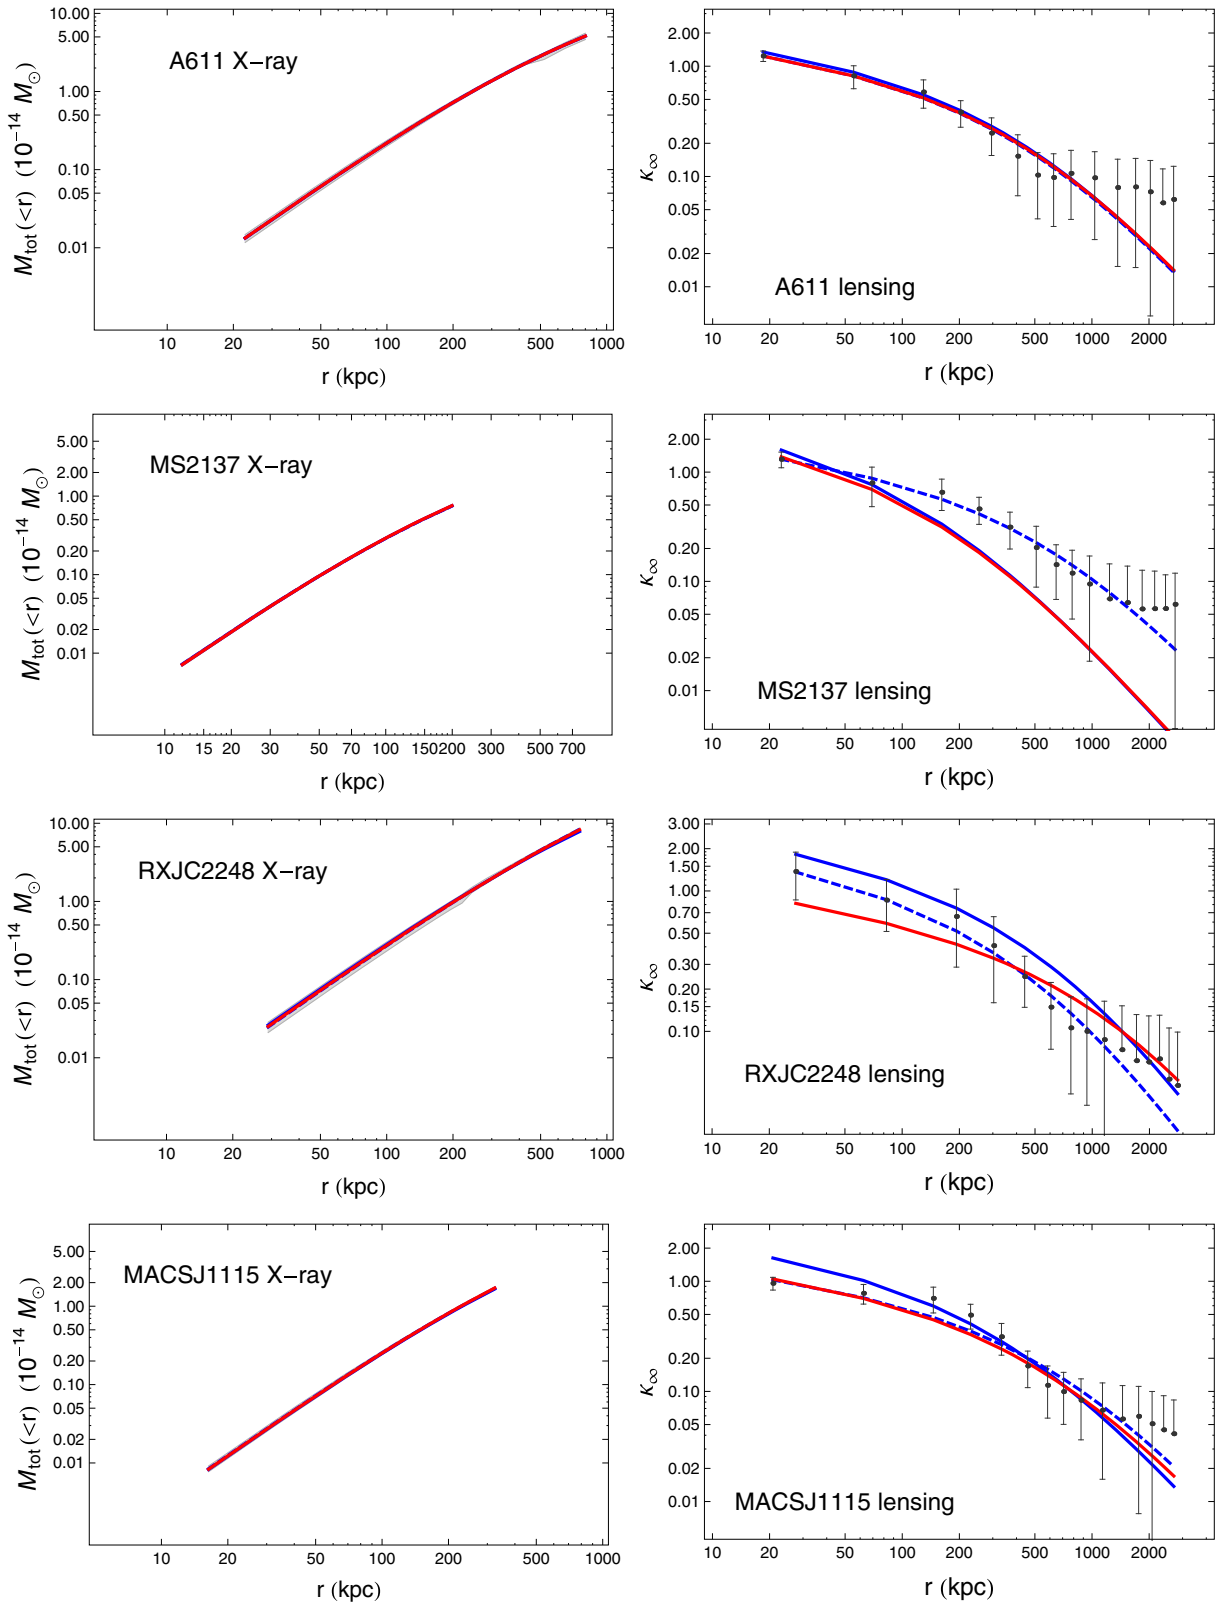 10.00
5.00
1.00
0.50
0.10
0.05
0.01
M_tot(<r) (10^−14 M_⊙)
A611 X−ray
10 20 50 100 200 500 1000
r (kpc)
2.00
1.00
0.50
0.20
0.10
0.05
0.02
0.01
κ_∞
A611 lensing
10 20 50 100 200 500 1000 2000
r (kpc)
5.00
2.00
1.00
0.50
0.20
0.10
0.05
0.02
0.01
M_tot(<r) (10^−14 M_⊙)
MS2137 X−ray
10 15 20 30 50 70 100 150 200 300 500 700
r (kpc)
2.00
1.00
0.50
0.20
0.10
0.05
0.02
0.01
κ_∞
MS2137 lensing
10 20 50 100 200 500 1000 2000
r (kpc)
10.00
5.00
1.00
0.50
0.10
0.05
0.01
M_tot(<r) (10^−14 M_⊙)
RXJC2248 X−ray
10 20 50 100 200 500 1000
r (kpc)
3.00
2.00
1.50
1.00
0.70
0.50
0.30
0.20
0.15
0.10
κ_∞
RXJC2248 lensing
10 20 50 100 200 500 1000 2000
r (kpc)
5.00
2.00
1.00
0.50
0.20
0.10
0.05
0.02
0.01
M_tot(<r) (10^−14 M_⊙)
MACSJ1115 X−ray
10 20 50 100 200 500 1000
r (kpc)
2.00
1.00
0.50
0.20
0.10
0.05
0.02
0.01
κ_∞
MACSJ1115 lensing
10 20 50 100 200 500 1000 2000
r (kpc)